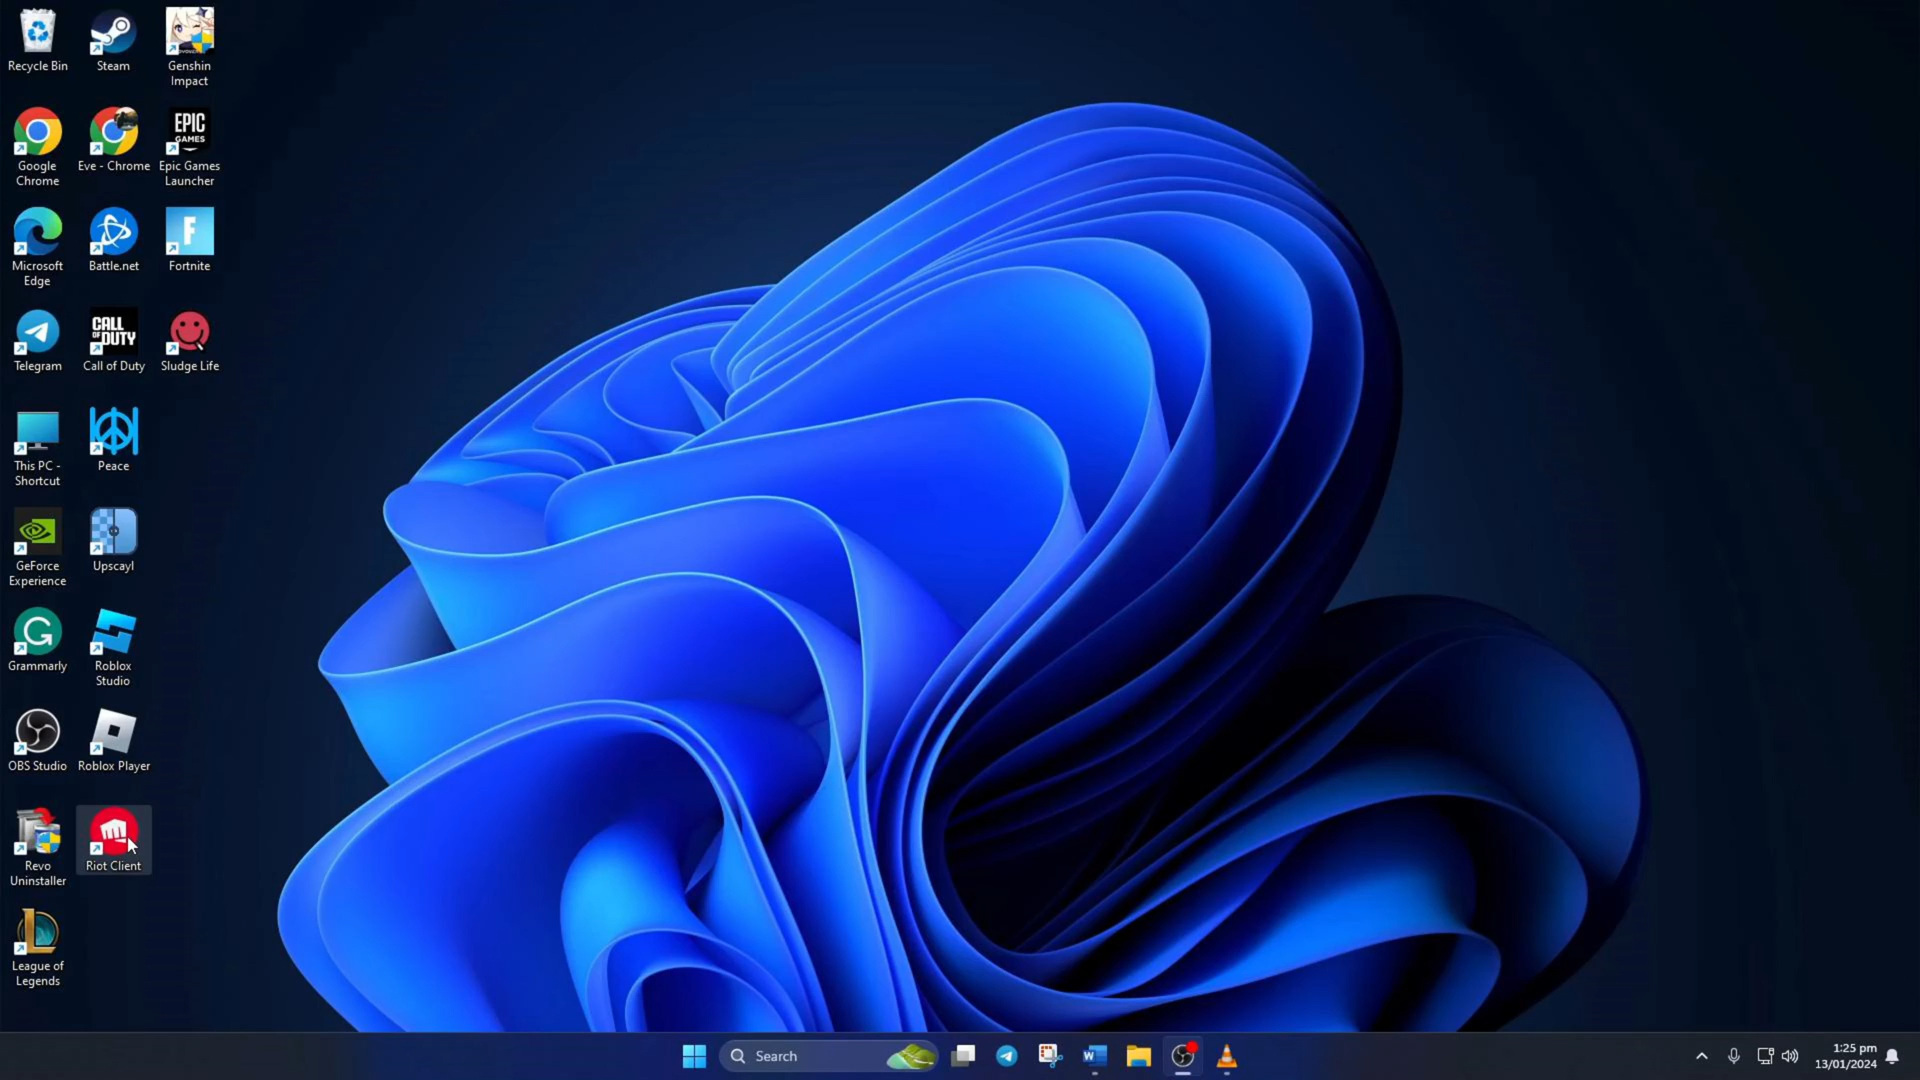 Recycle Bin
Steam
Genshin
Impact
Google
Chrome
Eve - Chrome
EPIC
GAMES
Epic Games
Launcher
Microsoft
Edge
Battle.net
F
Fortnite
Telegram
CALL
OF DUTY
Call of Duty
Sludge Life
This PC -
Shortcut
Peace
GeForce
Experience
Upscayl
G
Grammarly
Roblox
Studio
OBS Studio
Roblox Player
Revo
Uninstaller
Riot Client
L
League of
Legends
Search
W
1:25 pm
13/01/2024